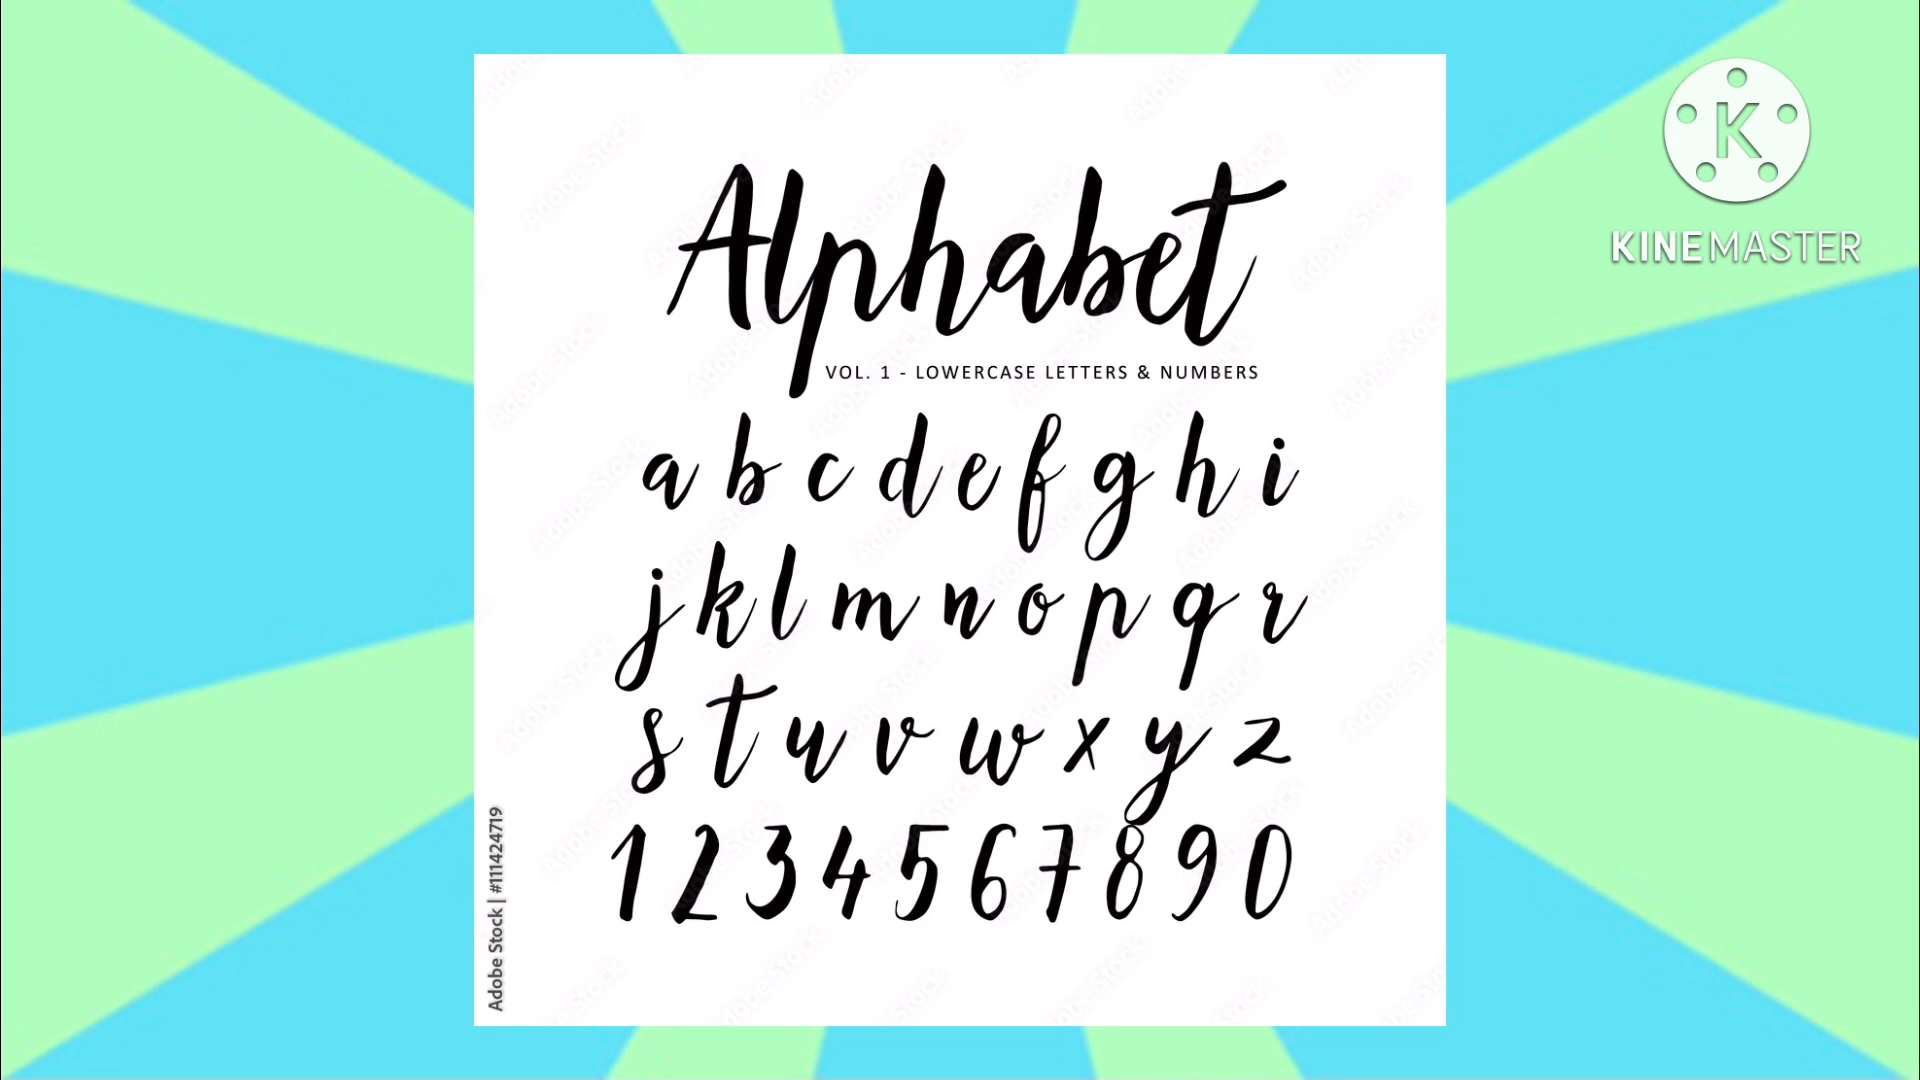 Alphabet
VOL. 1 - LOWERCASE LETTERS & NUMBERS
a b c d e f g h i
j k l m n o p q r
s t u v w x y z
1 2 3 4 5 6 7 8 9 0
Adobe Stock | #111424719
K
KINEMASTER